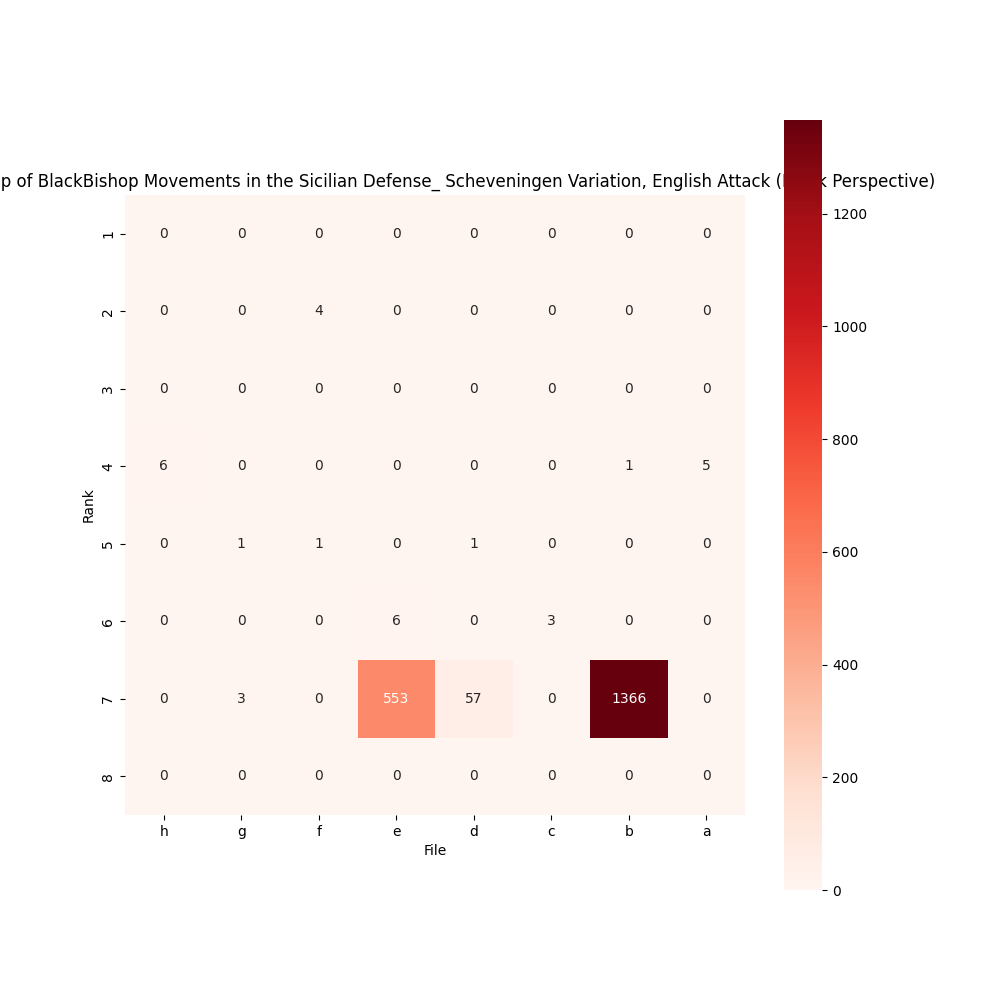 p of BlackBishop Movements in the Sicilian Defense_ Scheveningen Variation, English Attack ( Perspective)
1 0 0 0 0 0 0 0 0
2 0 0 4 0 0 0 0 0
3 0 0 0 0 0 0 0 0
4 6 0 0 0 0 0 1 5
5 0 1 1 0 1 0 0 0
6 0 0 0 6 0 3 0 0
7 0 3 0 553 57 0 1366 0
8 0 0 0 0 0 0 0 0
h g f e d c b a
File
Rank
1200
1000
800
600
400
200
0